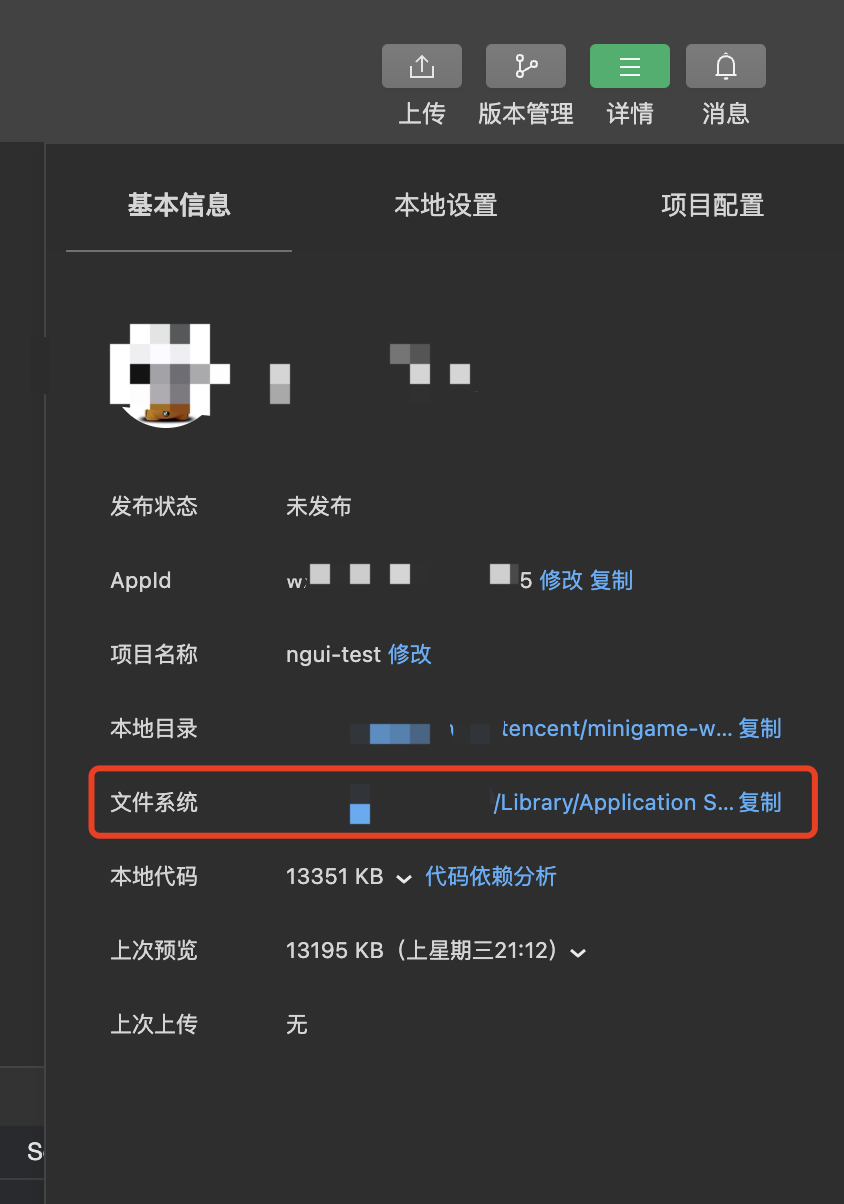 上传 版本管理 详情 消息
基本信息 本地设置 项目配置
发布状态 未发布
AppId 5 修改 复制
项目名称 ngui-test 修改
本地目录 tencent/minigame-w... 复制
文件系统 /Library/Application S... 复制
本地代码 13351 KB 代码依赖分析
上次预览 13195 KB（上星期三21:12）
上次上传 无